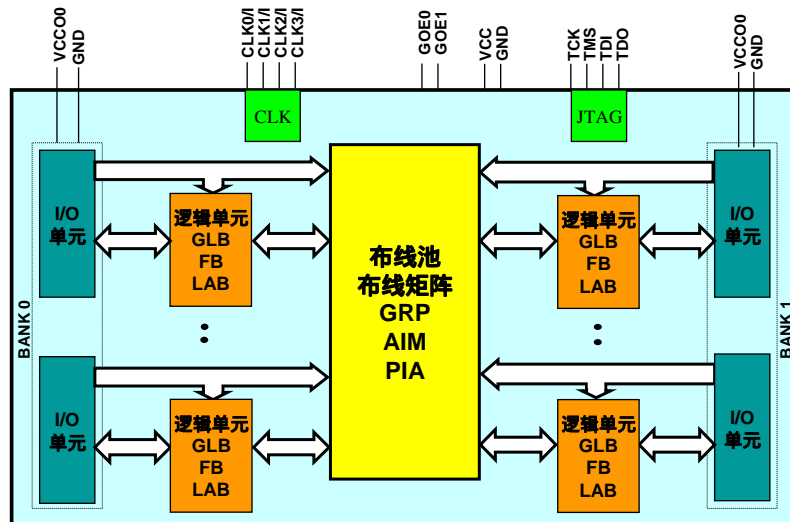 VCCO0
GND
CLK0/I
CLK1/I
CLK2/I
CLK3/I
GOE0
GOE1
VCC
GND
TCK
TMS
TDI
TDO
VCCO0
GND
CLK
JTAG
I/O
单元
逻辑单元
GLB
FB
LAB
布线池
布线矩阵
GRP
AIM
PIA
逻辑单元
GLB
FB
LAB
I/O
单元
BANK 0
BANK 1
I/O
单元
逻辑单元
GLB
FB
LAB
逻辑单元
GLB
FB
LAB
I/O
单元